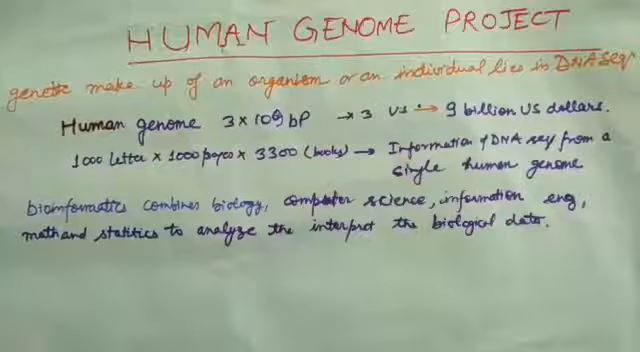 HUMAN GENOME PROJECT
genetic make up of an organism or an individual lies in DNA seq
Human genome 3 x 109 bp → 3 US → 9 billion US dollars.
1000 letter x 1000 pages x 3300 (books) → Information of DNA seq from a
single human genome
bioinformatics combines biology, computer science, information eng,
math and statitics to analyze the interpret the biological data.